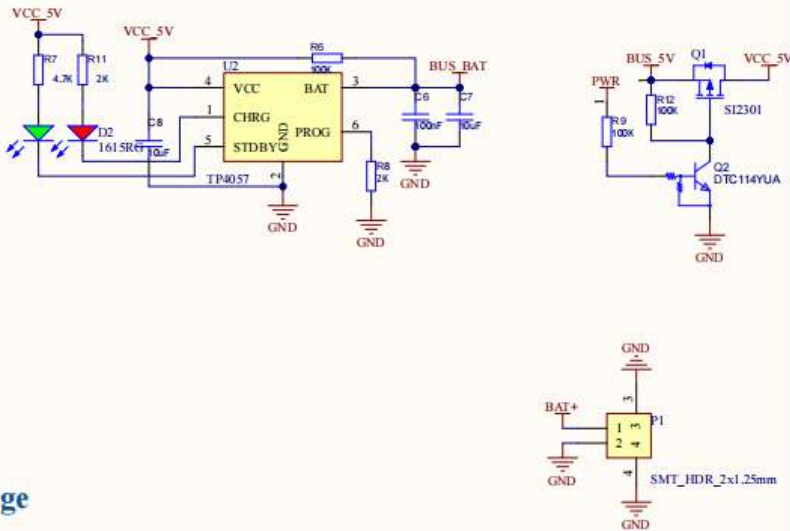 VCC_5V
R7
4.7K
R11
2K
D2
1615RG
VCC_5V
C8
10uF
U2
4
VCC
1
CHRG
5
STDBY
GND
2
BAT
3
PROG
6
TP4057
GND
R6
100K
BUS_BAT
C6
100nF
C7
10uF
GND
R8
2K
GND
PWR
1
R9
100K
BUS_5V
R12
100K
Q1
SI2301
VCC_5V
Q2
DTC114YUA
GND
GND
3
BAT+
1
2
3
4
P1
GND
4
SMT_HDR_2x1.25mm
GND
ge